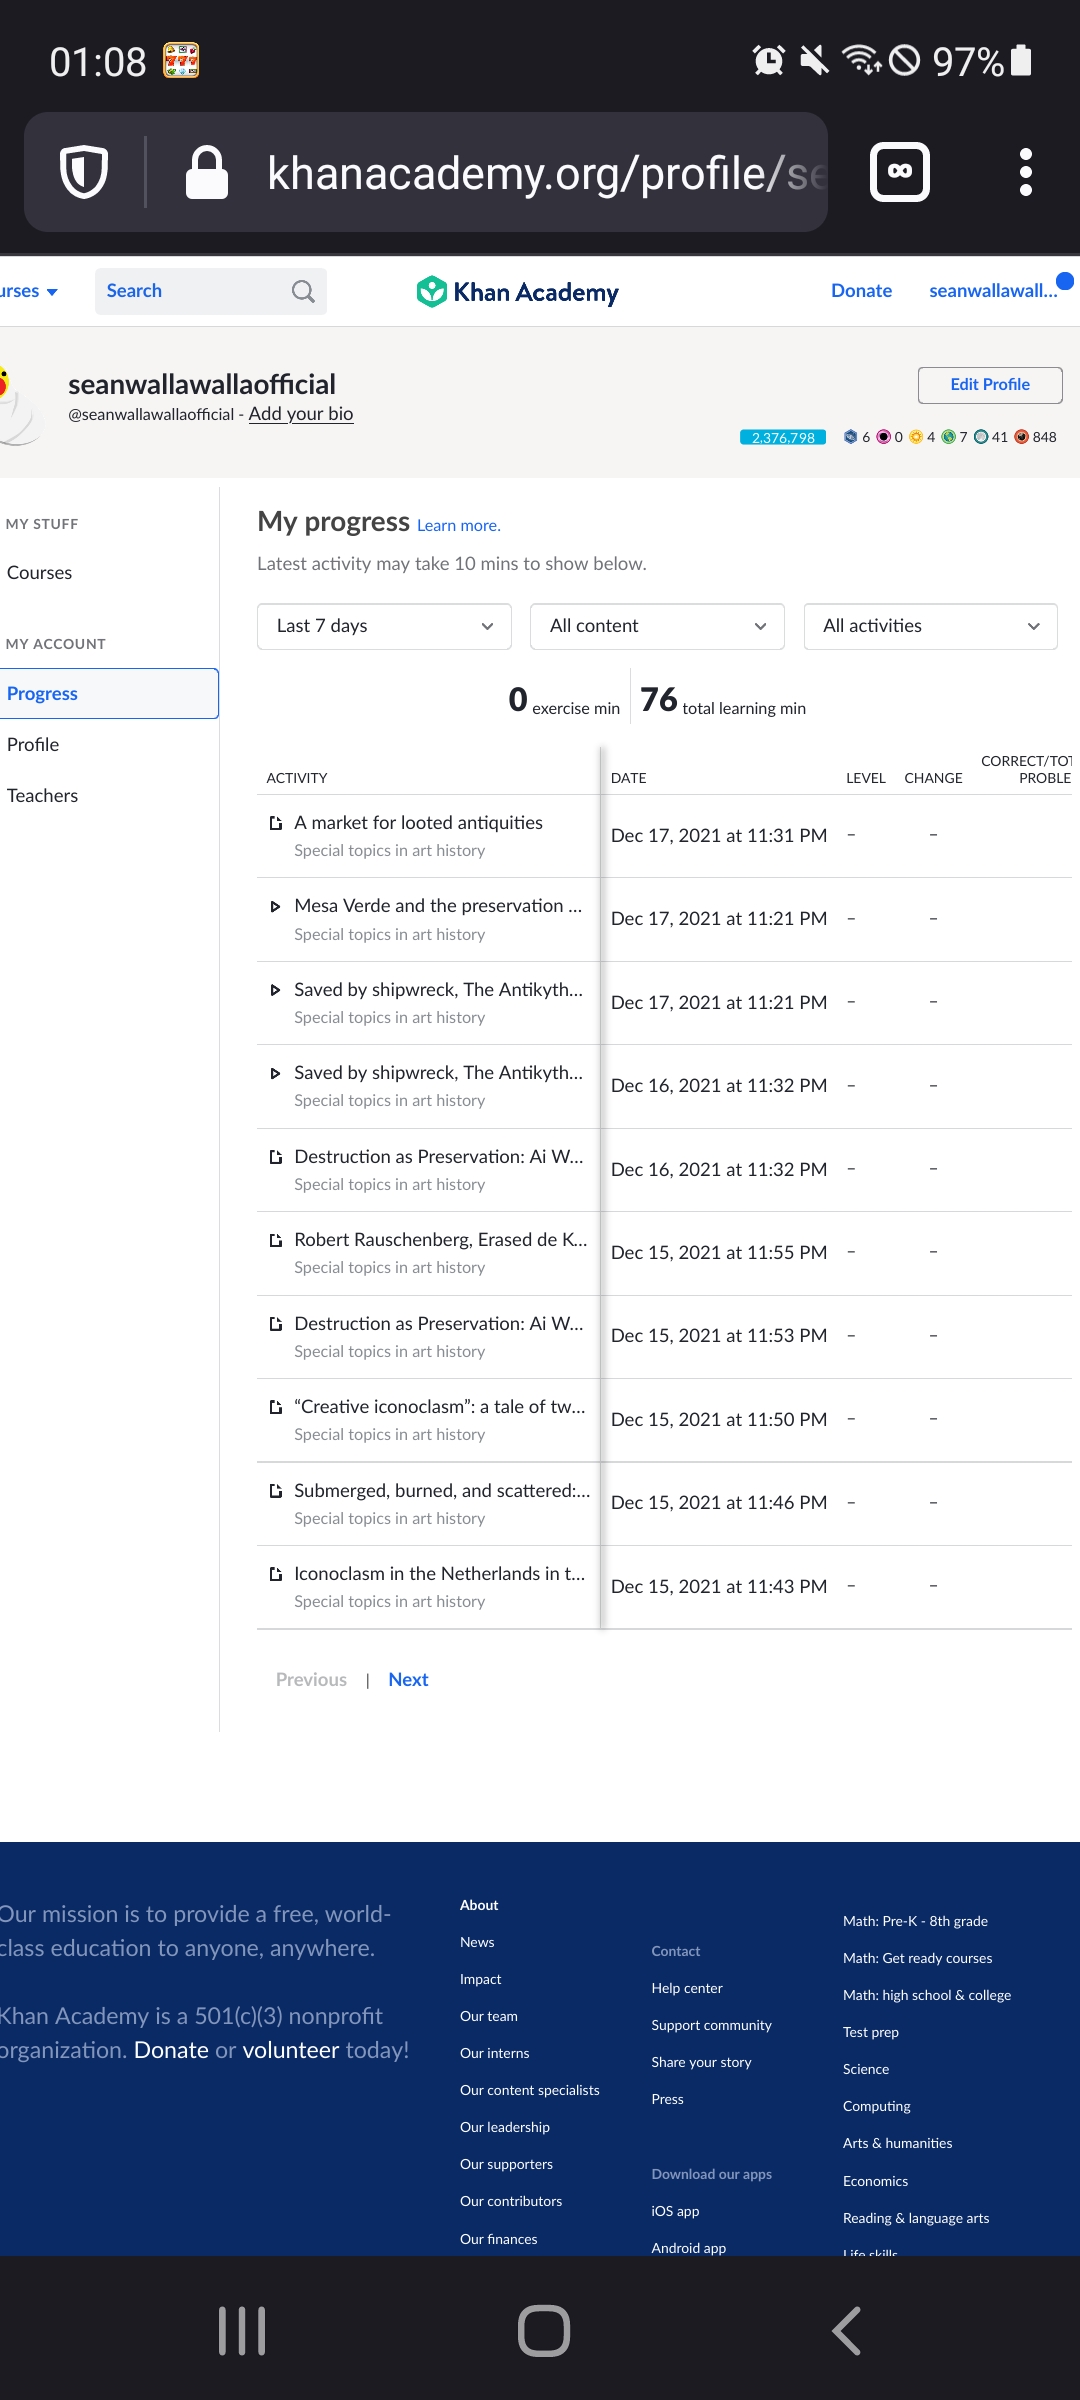 01:08
97%
khanacademy.org/profile/se
urses
Search
Khan Academy
Donate
seanwallawall...
seanwallawallaofficial
@seanwallawallaofficial - Add your bio
Edit Profile
2,376,798
6 0 4 7 41 848
MY STUFF
Courses
MY ACCOUNT
Progress
Profile
Teachers
My progress Learn more.
Latest activity may take 10 mins to show below.
Last 7 days
All content
All activities
0 exercise min
76 total learning min
ACTIVITY DATE LEVEL CHANGE CORRECT/TOT
PROBLE
A market for looted antiquities
Special topics in art history
Dec 17, 2021 at 11:31 PM – –
Mesa Verde and the preservation ...
Special topics in art history
Dec 17, 2021 at 11:21 PM – –
Saved by shipwreck, The Antikyth...
Special topics in art history
Dec 17, 2021 at 11:21 PM – –
Saved by shipwreck, The Antikyth...
Special topics in art history
Dec 16, 2021 at 11:32 PM – –
Destruction as Preservation: Ai W...
Special topics in art history
Dec 16, 2021 at 11:32 PM – –
Robert Rauschenberg, Erased de K...
Special topics in art history
Dec 15, 2021 at 11:55 PM – –
Destruction as Preservation: Ai W...
Special topics in art history
Dec 15, 2021 at 11:53 PM – –
“Creative iconoclasm”: a tale of tw...
Special topics in art history
Dec 15, 2021 at 11:50 PM – –
Submerged, burned, and scattered:...
Special topics in art history
Dec 15, 2021 at 11:46 PM – –
Iconoclasm in the Netherlands in t...
Special topics in art history
Dec 15, 2021 at 11:43 PM – –
Previous | Next
Our mission is to provide a free, world-
class education to anyone, anywhere.
Khan Academy is a 501(c)(3) nonprofit
organization. Donate or volunteer today!
About
News
Impact
Our team
Our interns
Our content specialists
Our leadership
Our supporters
Our contributors
Our finances
Contact
Help center
Support community
Share your story
Press
Download our apps
iOS app
Android app
Math: Pre-K - 8th grade
Math: Get ready courses
Math: high school & college
Test prep
Science
Computing
Arts & humanities
Economics
Reading & language arts
Life skills